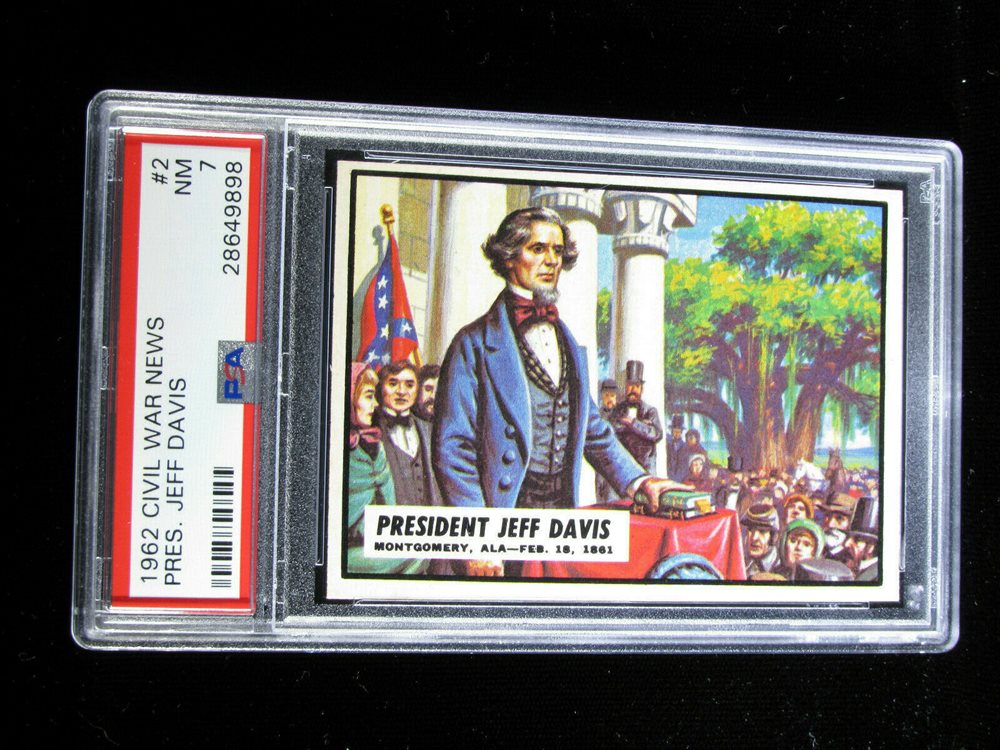 1962 CIVIL WAR NEWS #2
PRES. JEFF DAVIS NM
7
28649898
PSA
PRESIDENT JEFF DAVIS
MONTGOMERY, ALA—FEB. 18, 1861